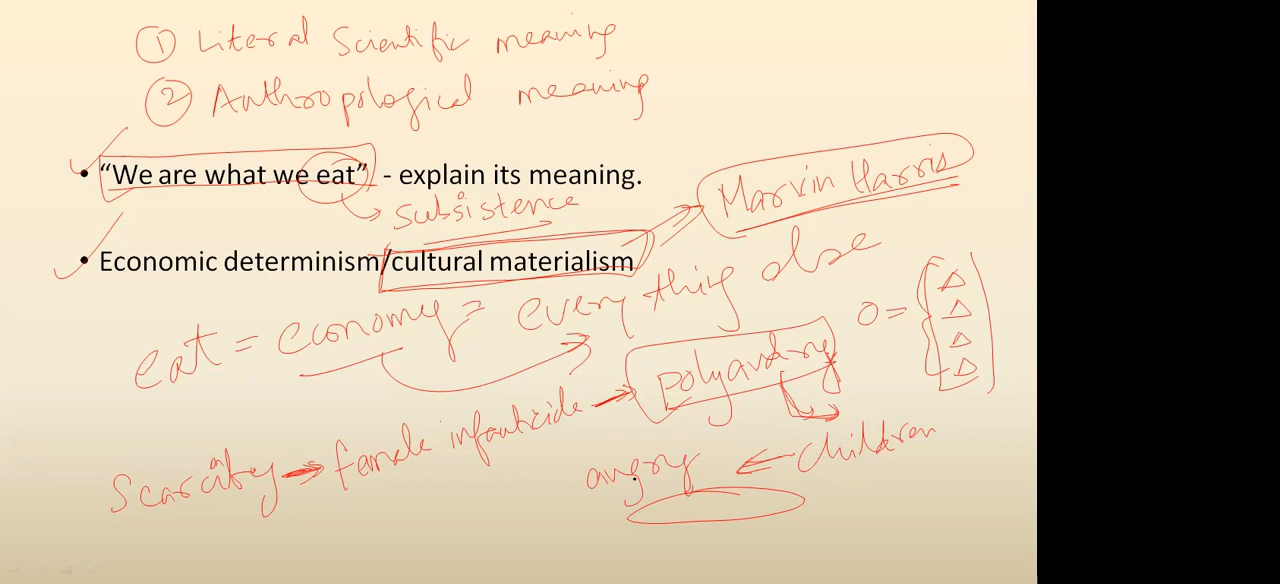 ① Literal Scientific meaning
② Anthropological meaning
• “We are what we eat” - explain its meaning.
Subsistence
Marvin Harris
• Economic determinism/cultural materialism
eat = economy = everything else
O = { Δ Δ Δ Δ
Scarcity → female infanticide → polyandry
angry ← children